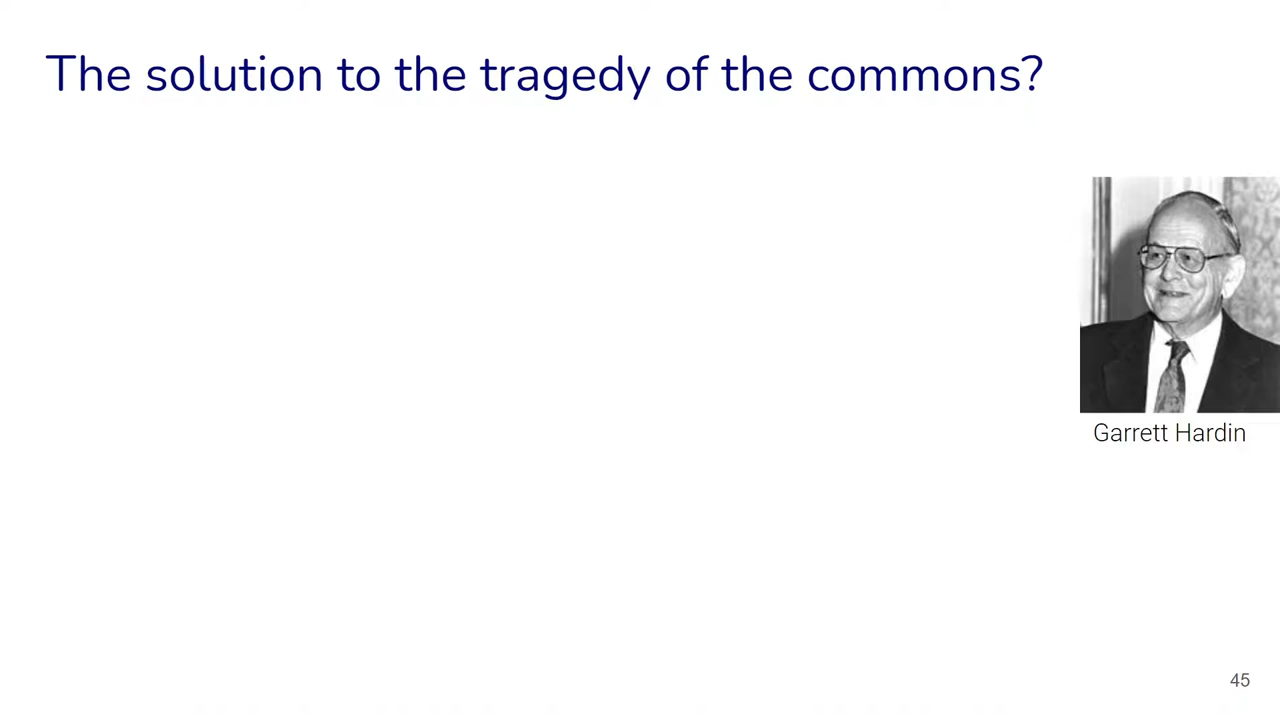 The solution to the tragedy of the commons?
Garrett Hardin
45